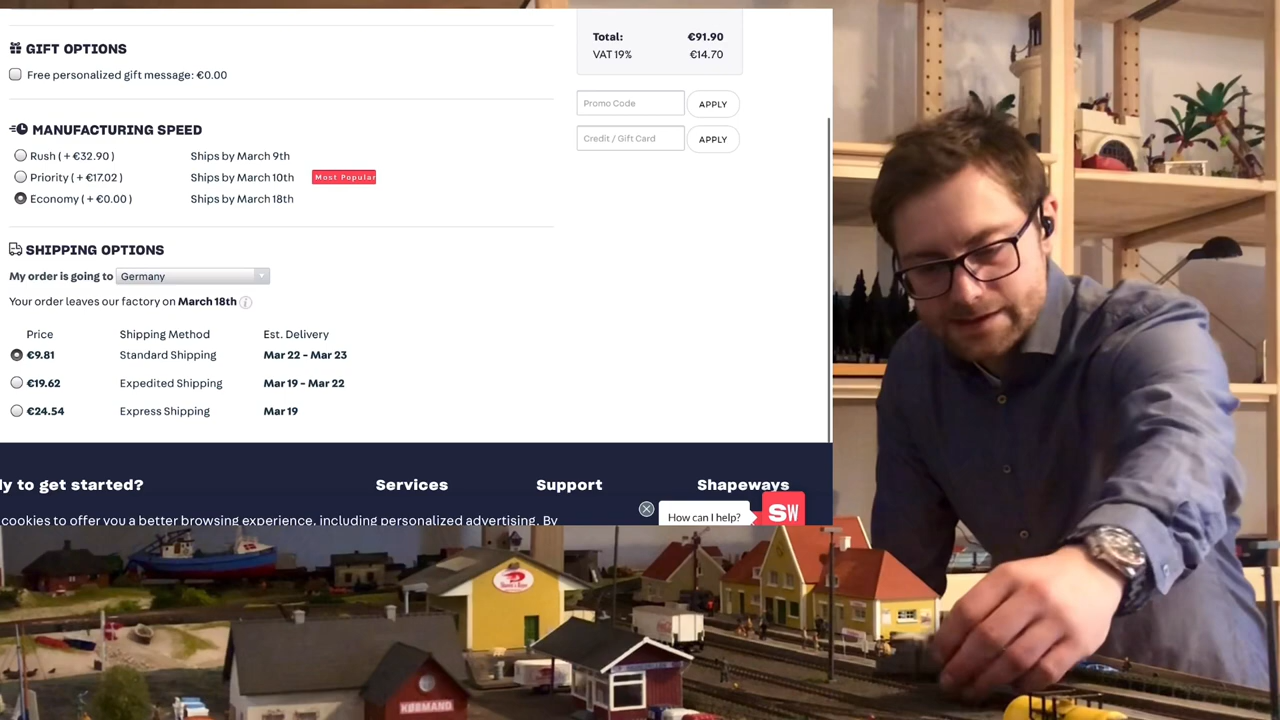 GIFT OPTIONS
Free personalized gift message: €0.00
MANUFACTURING SPEED
Rush ( + €32.90 ) Ships by March 9th
Priority ( + €17.02 ) Ships by March 10th Most Popular
Economy ( + €0.00 ) Ships by March 18th
SHIPPING OPTIONS
My order is going to Germany
Your order leaves our factory on March 18th
Price Shipping Method Est. Delivery
€9.81 Standard Shipping Mar 22 - Mar 23
€19.62 Expedited Shipping Mar 19 - Mar 22
€24.54 Express Shipping Mar 19
Total: €91.90
VAT 19% €14.70
Promo Code APPLY
Credit / Gift Card APPLY
ly to get started? Services Support Shapeways
cookies to offer you a better browsing experience, including personalized advertising. By
How can I help? SW
KØBMAND